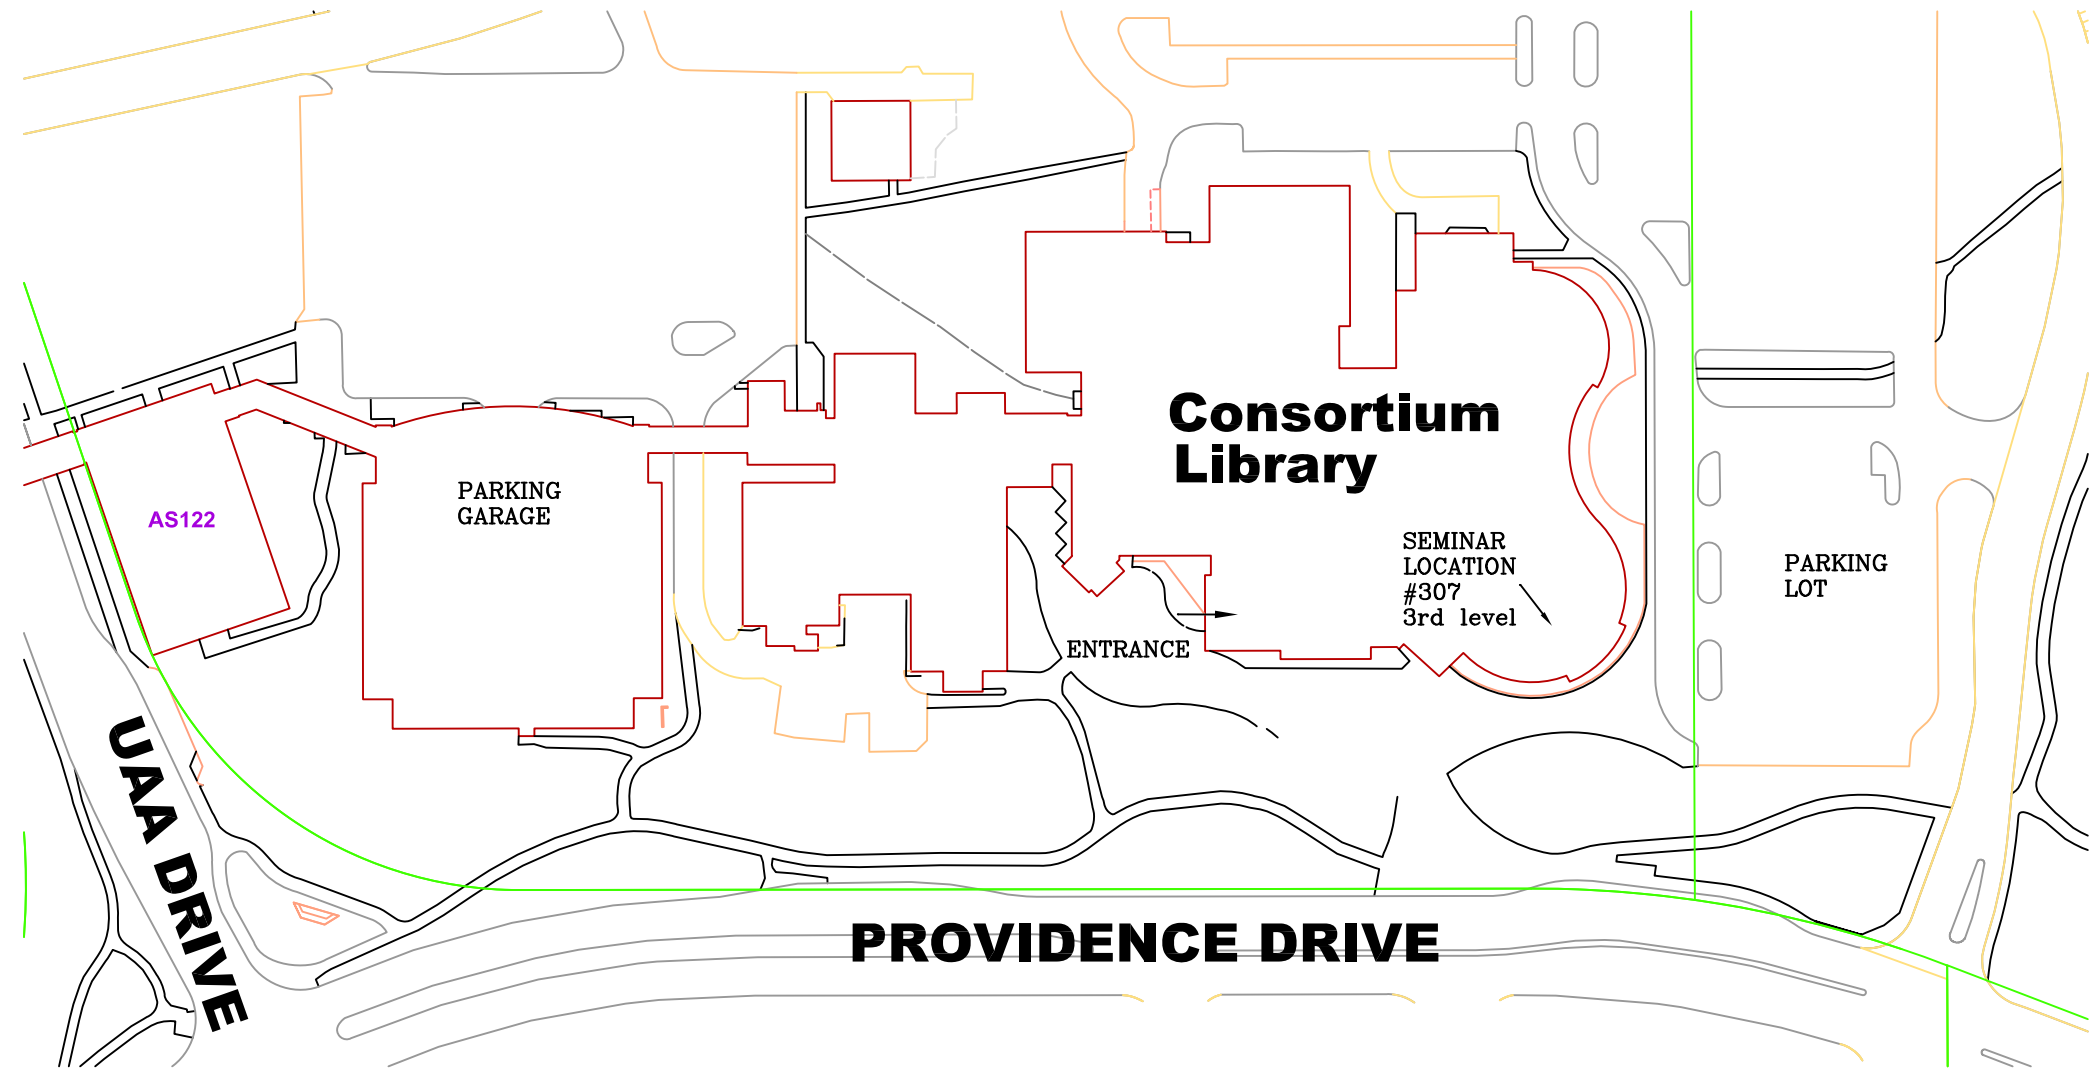 Consortium
Library
PARKING
GARAGE
AS122
SEMINAR
LOCATION
#307
3rd level
PARKING
LOT
ENTRANCE
UAA DRIVE
PROVIDENCE DRIVE